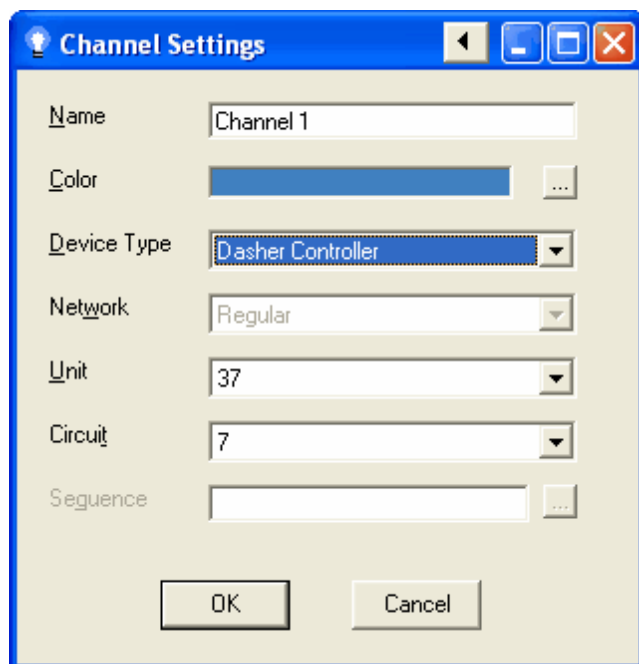 Channel Settings
Name
Channel 1
Color
...
Device Type
Dasher Controller
Network
Regular
Unit
37
Circuit
7
Sequence
...
OK
Cancel